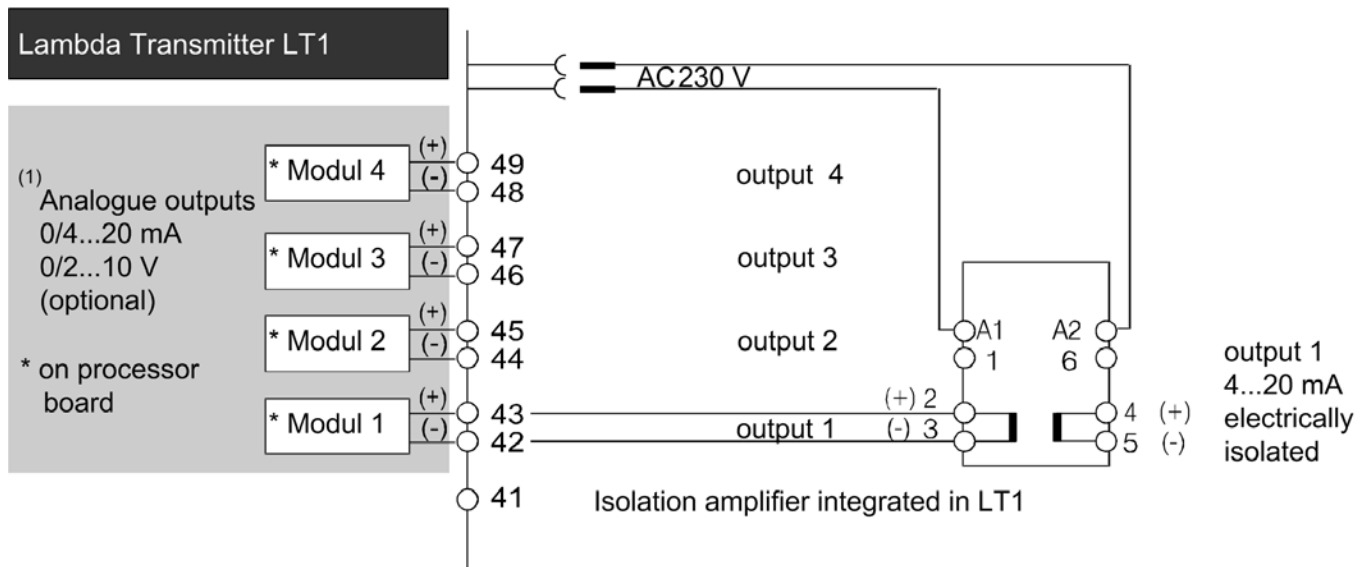 Lambda Transmitter LT1
AC230 V
(1)
Analogue outputs
0/4...20 mA
0/2...10 V
(optional)
* on processor
board
* Modul 4
(+)
(-)
49
48
output 4
* Modul 3
(+)
(-)
47
46
output 3
* Modul 2
(+)
(-)
45
44
output 2
* Modul 1
(+)
(-)
43
42
output 1
41
A1
A2
1
6
(+) 2
(-) 3
4 (+)
5 (-)
output 1
4...20 mA
electrically
isolated
Isolation amplifier integrated in LT1